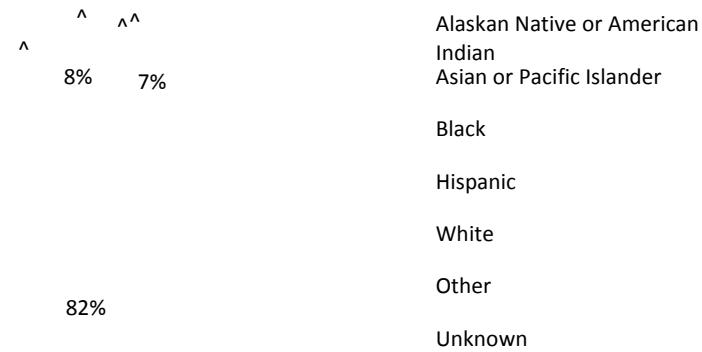 ^
^^
^
8%
7%
82%
Alaskan Native or American
Indian
Asian or Pacific Islander
Black
Hispanic
White
Other
Unknown